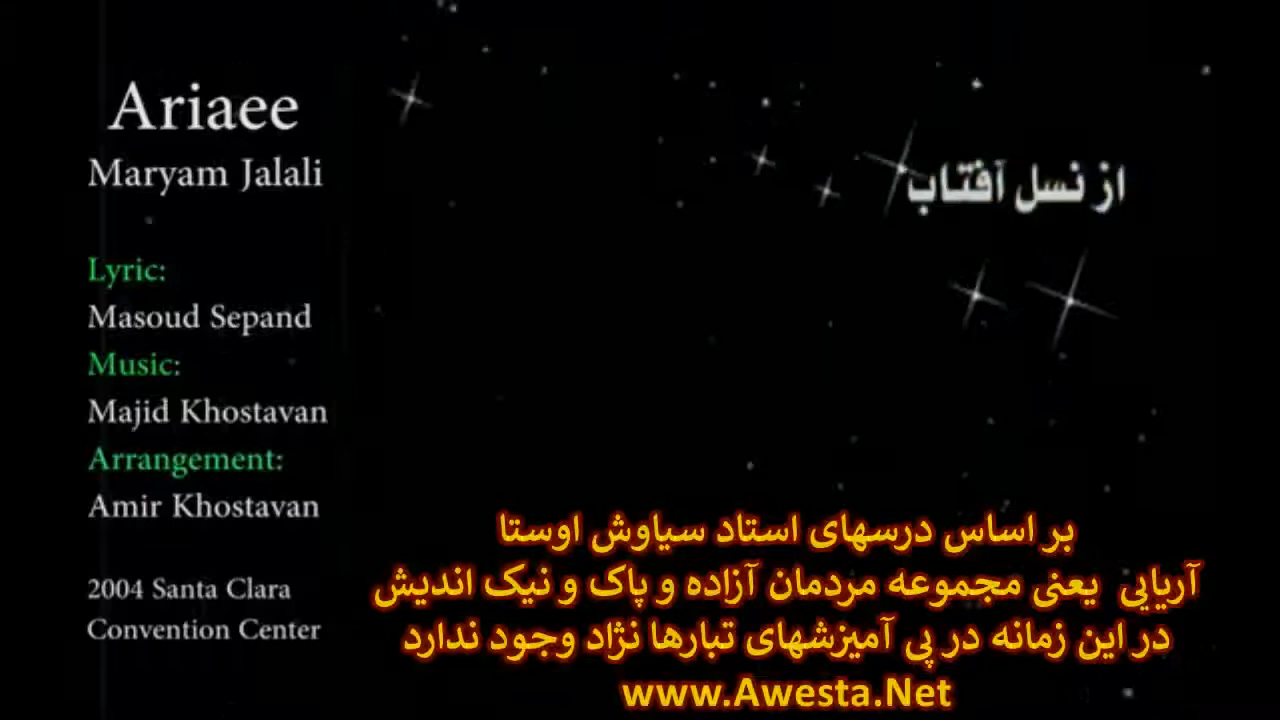 Ariaee
Maryam Jalali
Lyric:
Masoud Sepand
Music:
Majid Khostavan
Arrangement:
Amir Khostavan
2004 Santa Clara
Convention Center
از نسل آفتاب
بر اساس درسهای استاد سیاوش اوستا
آریایی یعنی مجموعه مردمان آزاده و پاک و نیک اندیش
در این زمانه در پی آمیزشهای تبارها نژاد وجود ندارد
www.Awesta.Net